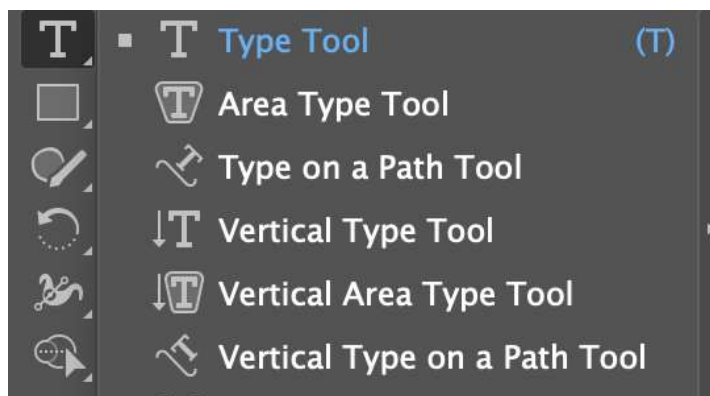 Type Tool (T)
Area Type Tool
Type on a Path Tool
Vertical Type Tool
Vertical Area Type Tool
Vertical Type on a Path Tool